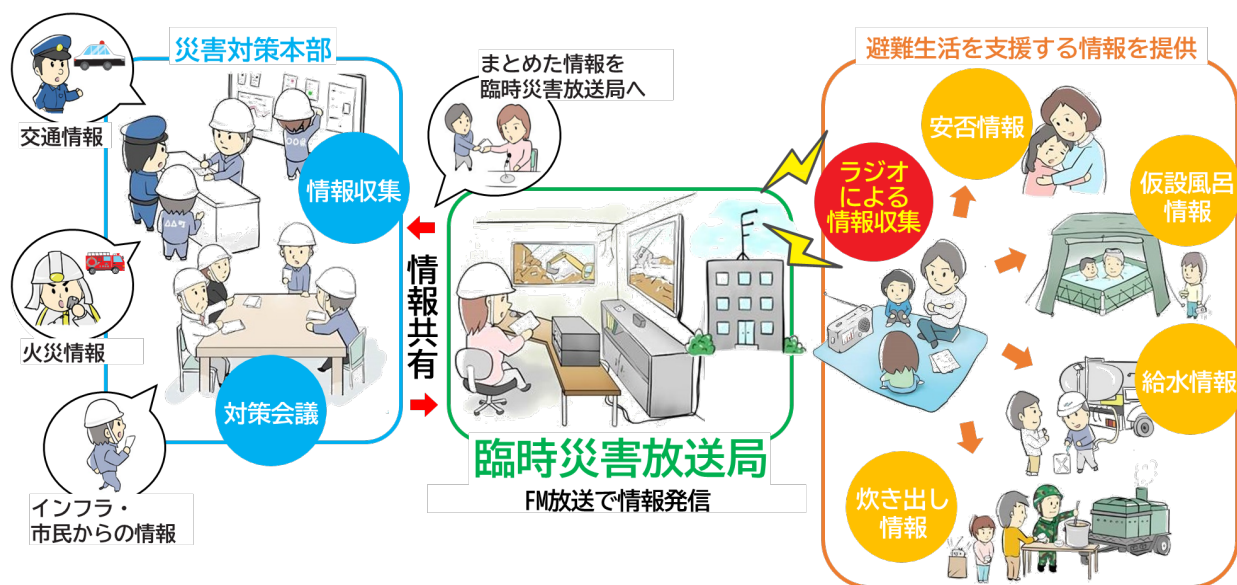 災害対策本部
交通情報
情報収集
火災情報
対策会議
インフラ・
市民からの情報
まとめた情報を
臨時災害放送局へ
情報共有
臨時災害放送局
FM放送で情報発信
避難生活を支援する情報を提供
ラジオ
による
情報収集
安否情報
仮設風呂
情報
給水情報
炊き出し
情報